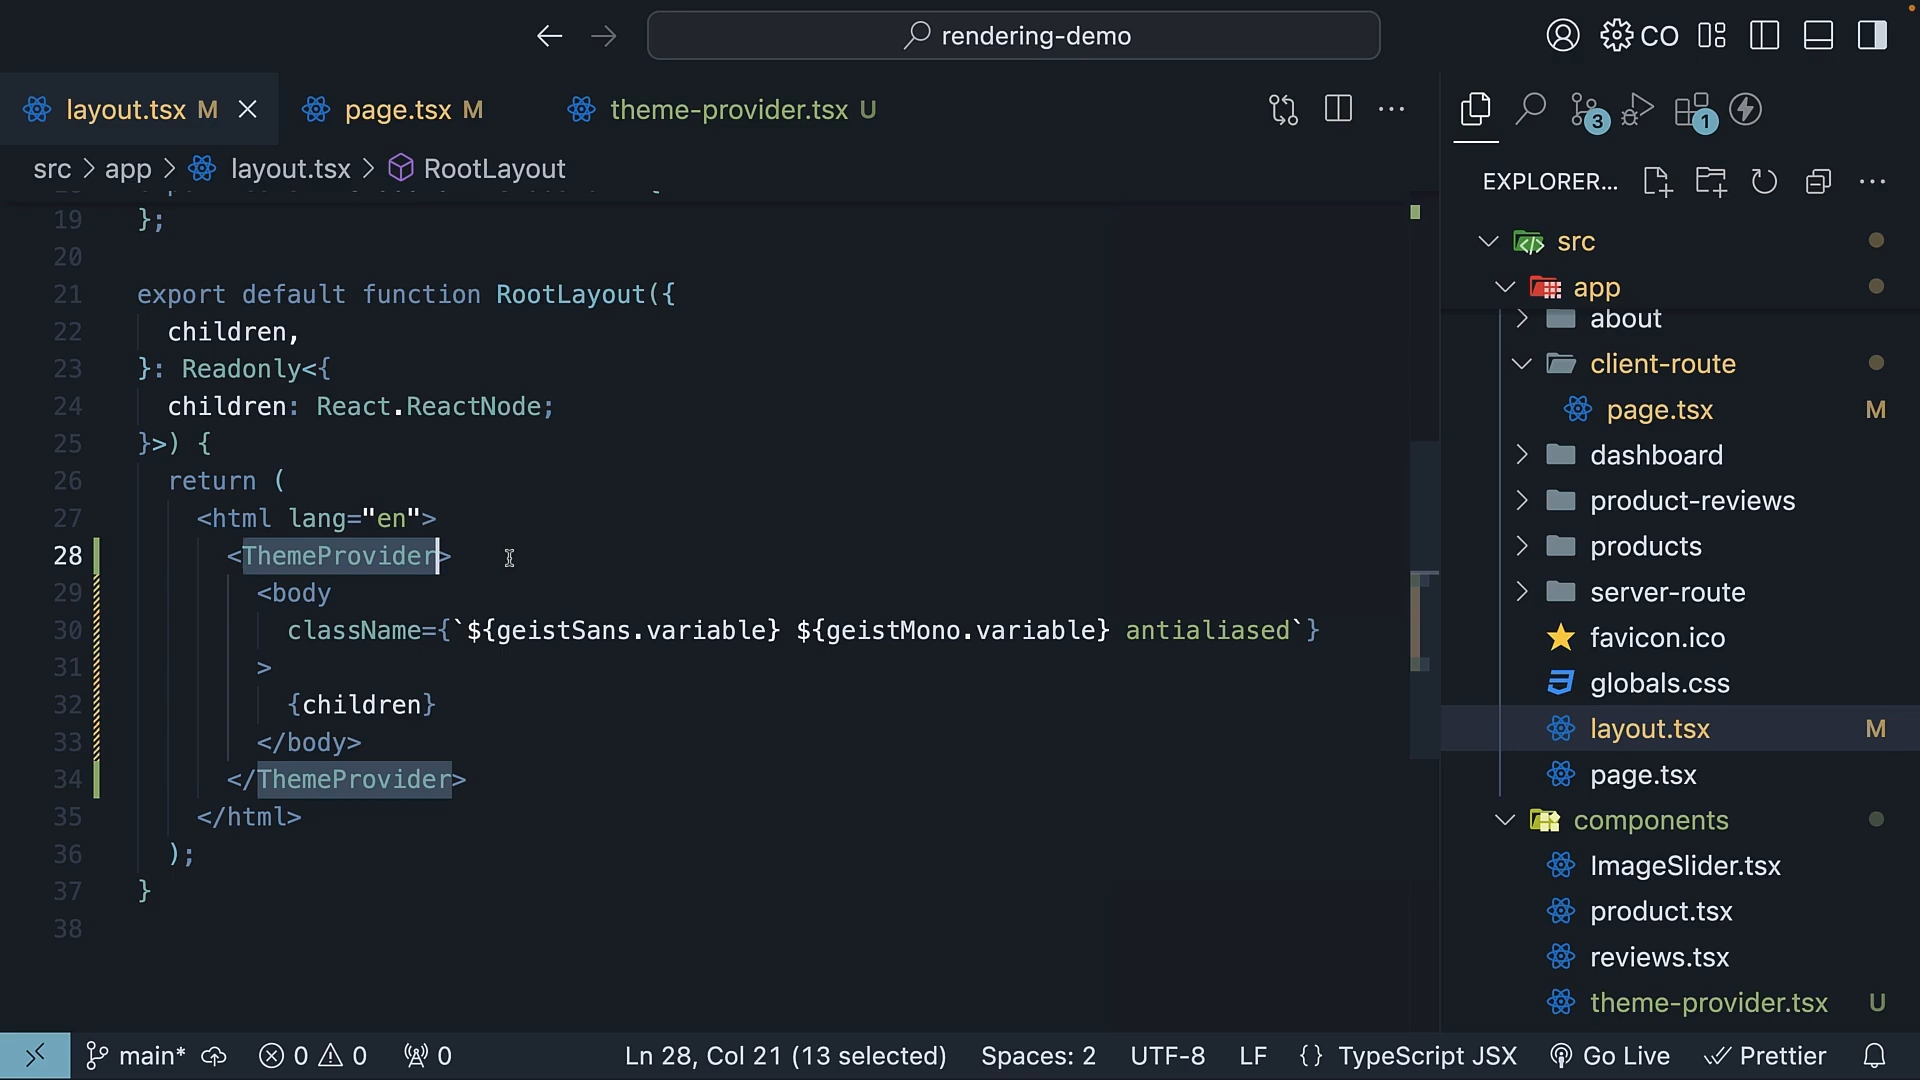 rendering-demo
CO
layout.tsx M
page.tsx M
theme-provider.tsx U
3
1
src > app > layout.tsx > RootLayout
EXPLORER...
19 };
20
21 export default function RootLayout({
22 children,
23 }: Readonly<{
24 children: React.ReactNode;
25 }>) {
26 return (
27 <html lang="en">
28 <ThemeProvider>
29 <body
30 className={`${geistSans.variable} ${geistMono.variable} antialiased`}
31 >
32 {children}
33 </body>
34 </ThemeProvider>
35 </html>
36 );
37 }
38
src
app
about
client-route
page.tsx M
dashboard
product-reviews
products
server-route
favicon.ico
globals.css
layout.tsx M
page.tsx
components
ImageSlider.tsx
product.tsx
reviews.tsx
theme-provider.tsx U
main* 0 0 0 Ln 28, Col 21 (13 selected) Spaces: 2 UTF-8 LF {} TypeScript JSX Go Live Prettier